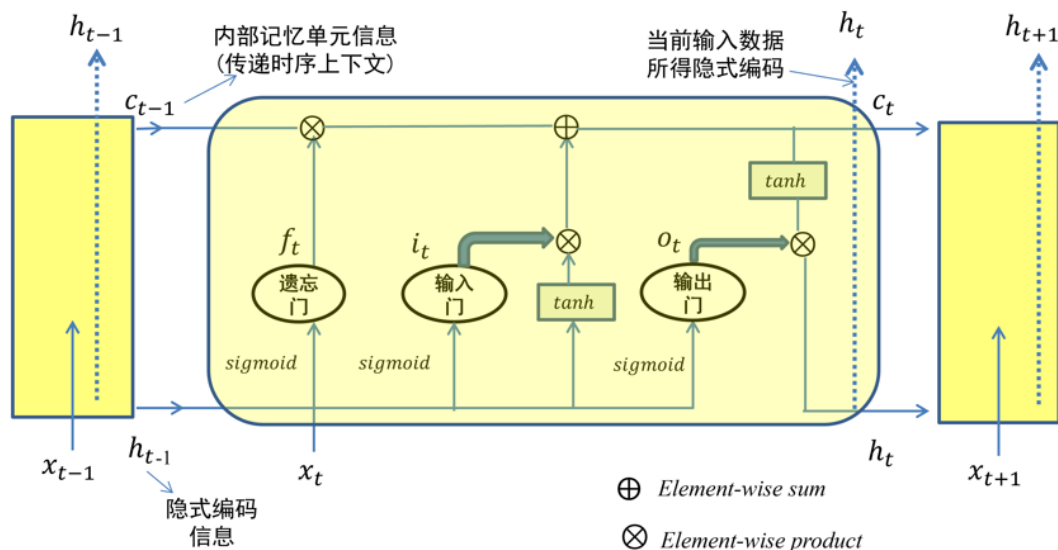 h_{t-1}
内部记忆单元信息
(传递时序上下文)
当前输入数据
所得隐式编码
h_t
h_{t+1}
c_{t-1}
c_t
tanh
f_t
i_t
o_t
遗忘
门
输入
门
tanh
输出
门
sigmoid
sigmoid
sigmoid
x_{t-1}
h_{t-1}
x_t
h_t
x_{t+1}
隐式编码
信息
⊕ Element-wise sum
⊗ Element-wise product